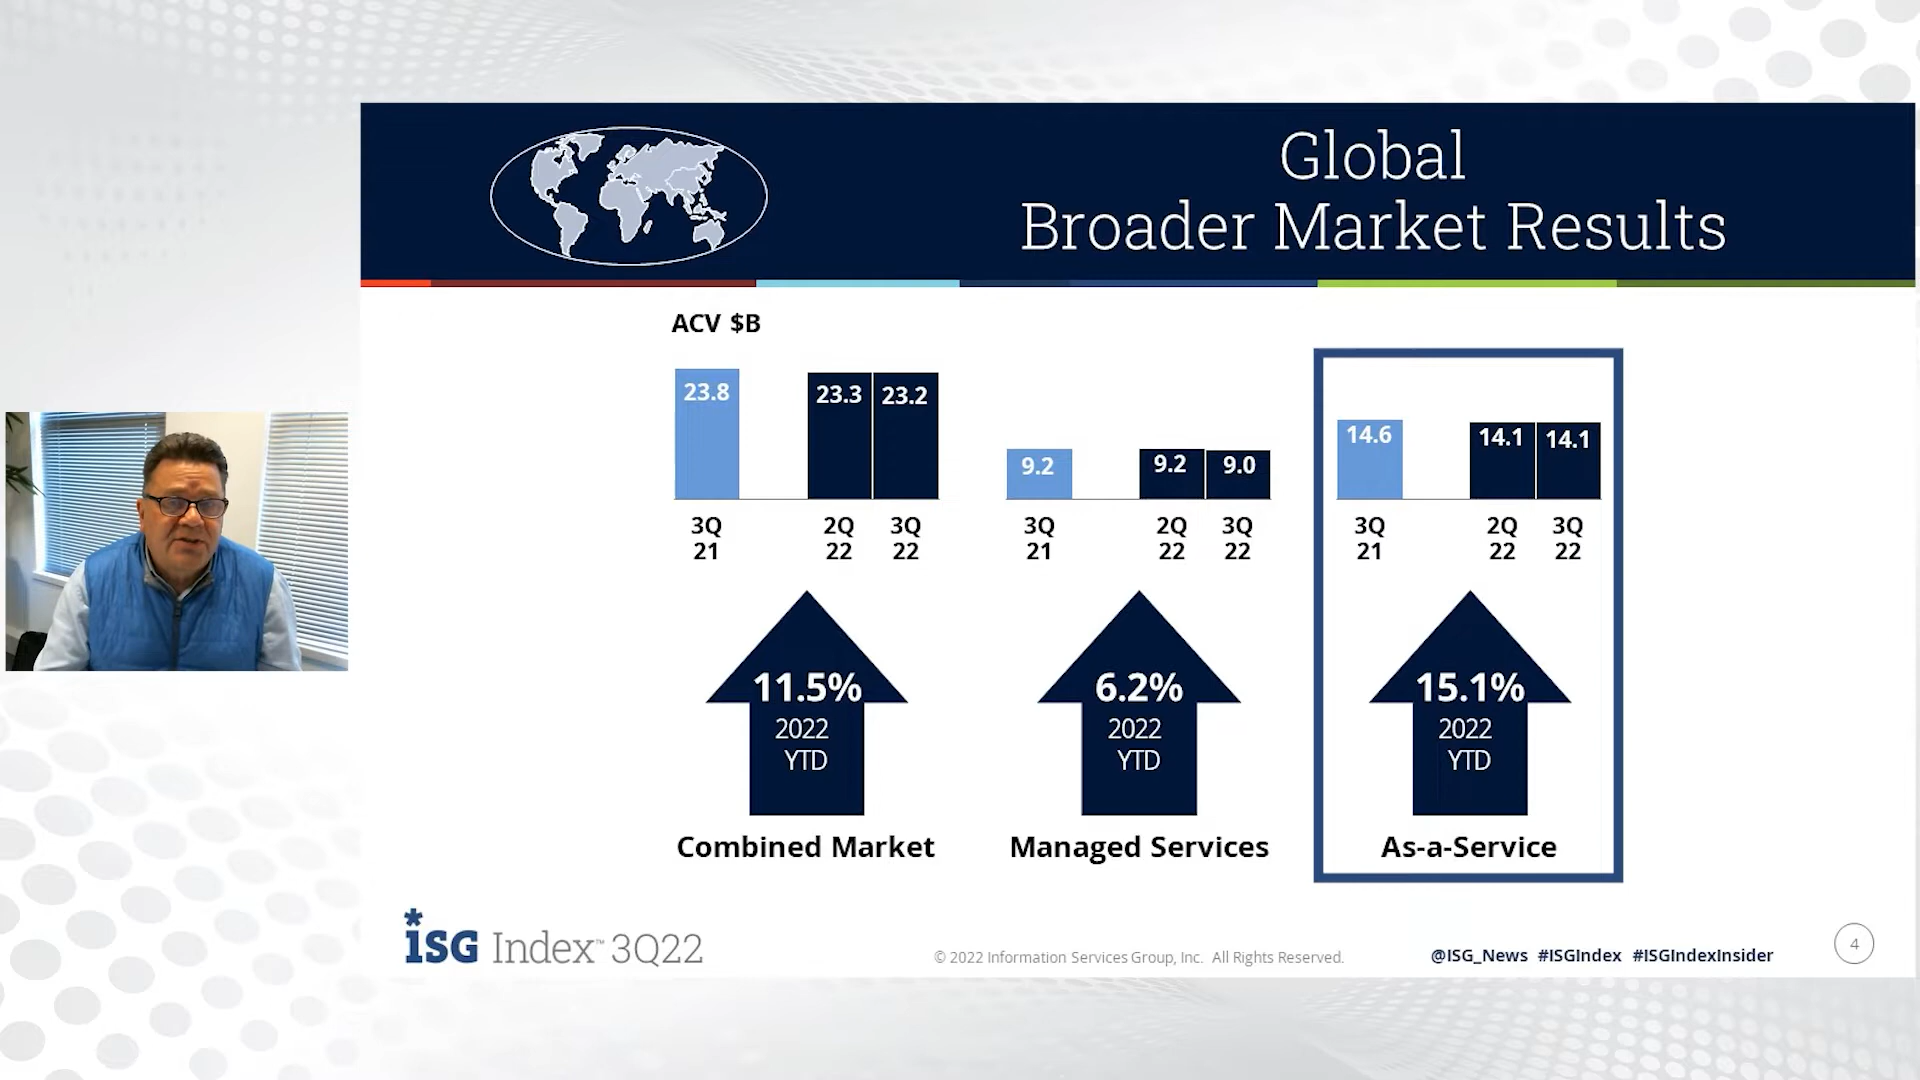 Global
Broader Market Results
ACV $B
23.8
23.3
23.2
3Q
21
2Q
22
3Q
22
11.5%
2022
YTD
Combined Market
9.2
9.2
9.0
3Q
21
2Q
22
3Q
22
6.2%
2022
YTD
Managed Services
14.6
14.1
14.1
3Q
21
2Q
22
3Q
22
15.1%
2022
YTD
As-a-Service
*ISG Index™ 3Q22
© 2022 Information Services Group, Inc. All Rights Reserved.
@ISG_News #ISGIndex #ISGIndexInsider
4